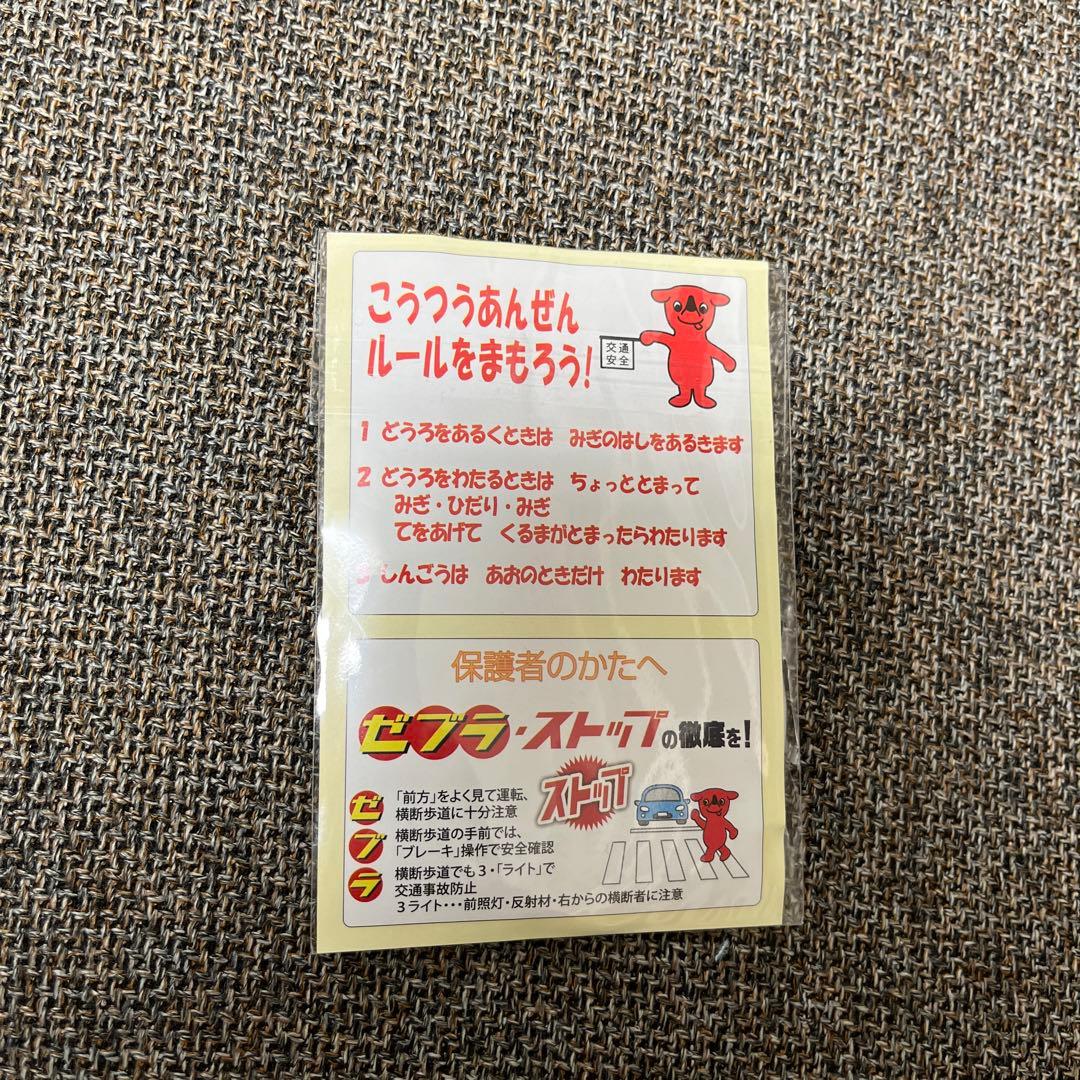 こうつうあんぜん
ルールをまもろう!
交通
安全
1 どうろをあるくときは　みぎのはしをあるきます
2 どうろをわたるときは　ちょっととまって
みぎ・ひだり・みぎ
てをあげて　くるまがとまったらわたります
3 しんごうは　あおのときだけ　わたります
保護者のかたへ
ゼブラ・ストップの徹底を!
ストップ
ゼ 「前方」をよく見て運転、
横断歩道に十分注意
ブ 横断歩道の手前では、
「ブレーキ」操作で安全確認
ラ 横断歩道でも3・「ライト」で
交通事故防止
3ライト・・・前照灯・反射材・右からの横断者に注意